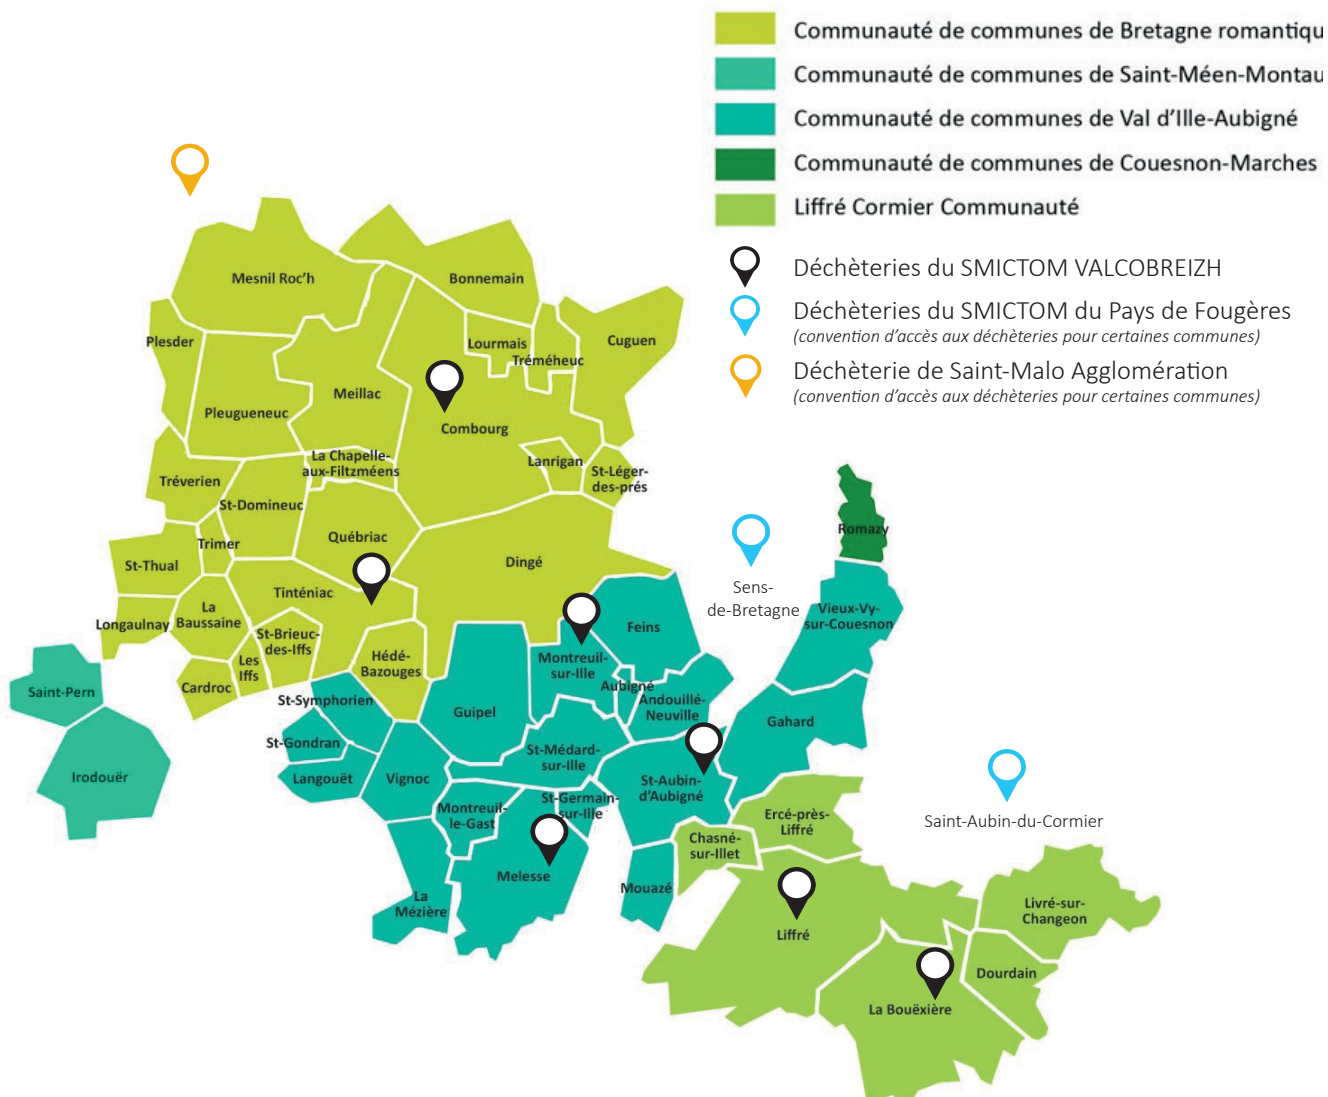 Communauté de communes de Bretagne romantiqu
Communauté de communes de Saint-Méen-Montau
Communauté de communes de Val d'Ille-Aubigné
Communauté de communes de Couesnon-Marches
Liffré Cormier Communauté
Déchèteries du SMICTOM VALCOBREIZH
Déchèteries du SMICTOM du Pays de Fougères
(convention d'accès aux déchèteries pour certaines communes)
Déchèterie de Saint-Malo Agglomération
(convention d'accès aux déchèteries pour certaines communes)
Mesnil Roc'h
Bonnemain
Plesder
Lourmais
Tréméheuc
Cuguen
Pleugueneuc
Meillac
Combourg
La Chapelle-
aux-Filtzméens
Lanrigan
St-Léger-
des-prés
Tréverien
St-Domineuc
Québriac
Trimer
St-Thual
Dingé
Romazy
Sens-
de-Bretagne
Tinténiac
La
Baussaine
Longaulnay
St-Brieuc-
des-Iffs
Les
Iffs
Cardroc
Hédé-
Bazouges
Feins
Vieux-Vy-
sur-Couesnon
Montreuil-
sur-Ille
Aubigné
Andouillé-
Neuville
Saint-Pern
St-Symphorien
Guipel
Gahard
St-Gondran
Irodouër
Langouët
Vignoc
St-Médard-
sur-Ille
St-Aubin-
d'Aubigné
Montreuil-
le-Gast
St-Germain-
sur-Ille
Ercé-près-
Liffré
Saint-Aubin-du-Cormier
Chasné-
sur-Illet
Melesse
Mouazé
La
Mézière
Livré-sur-
Changeon
Liffré
Dourdain
La Bouëxière